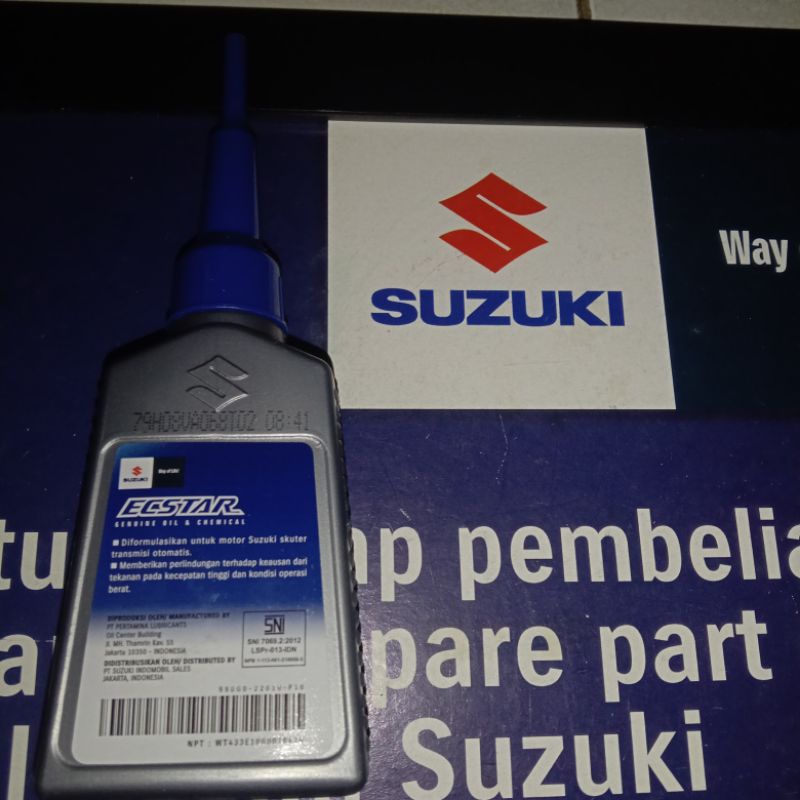 SUZUKI
Way
79H08VA068T02 08:41
SUZUKI
Way of Life!
ECSTAR
GENUINE OIL & CHEMICAL
Diformulasikan untuk motor Suzuki skuter
transmisi otomatis.
Memberikan perlindungan terhadap keausan dari
tekanan pada kecepatan tinggi dan kondisi operasi
berat.
DIPRODUKSI OLEH/ MANUFACTURED BY
PT PERTAMINA LUBRICANTS
Oil Center Building
Jl. MH. Thamrin Kav. 55
Jakarta 10350 - INDONESIA
DIDISTRIBUSIKAN OLEH/ DISTRIBUTED BY
PT SUZUKI INDOMOBIL SALES
JAKARTA, INDONESIA
SNI
SNI 7069.2:2012
LSPr-013-IDN
NPT :
tu ap pembelia
a pare part
Suzuki